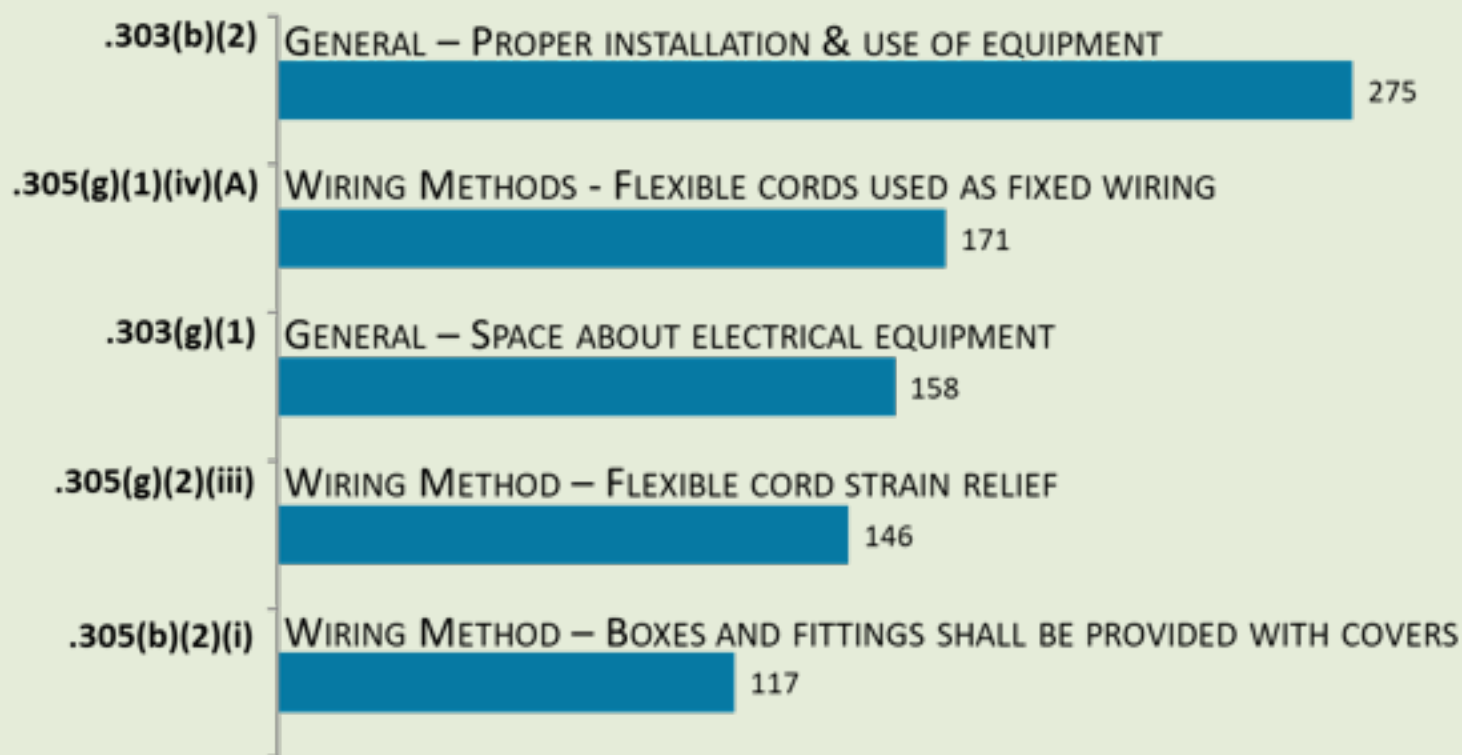 .303(b)(2) GENERAL – PROPER INSTALLATION & USE OF EQUIPMENT
275
.305(g)(1)(iv)(A) WIRING METHODS - FLEXIBLE CORDS USED AS FIXED WIRING
171
.303(g)(1) GENERAL – SPACE ABOUT ELECTRICAL EQUIPMENT
158
.305(g)(2)(iii) WIRING METHOD – FLEXIBLE CORD STRAIN RELIEF
146
.305(b)(2)(i) WIRING METHOD – BOXES AND FITTINGS SHALL BE PROVIDED WITH COVERS
117